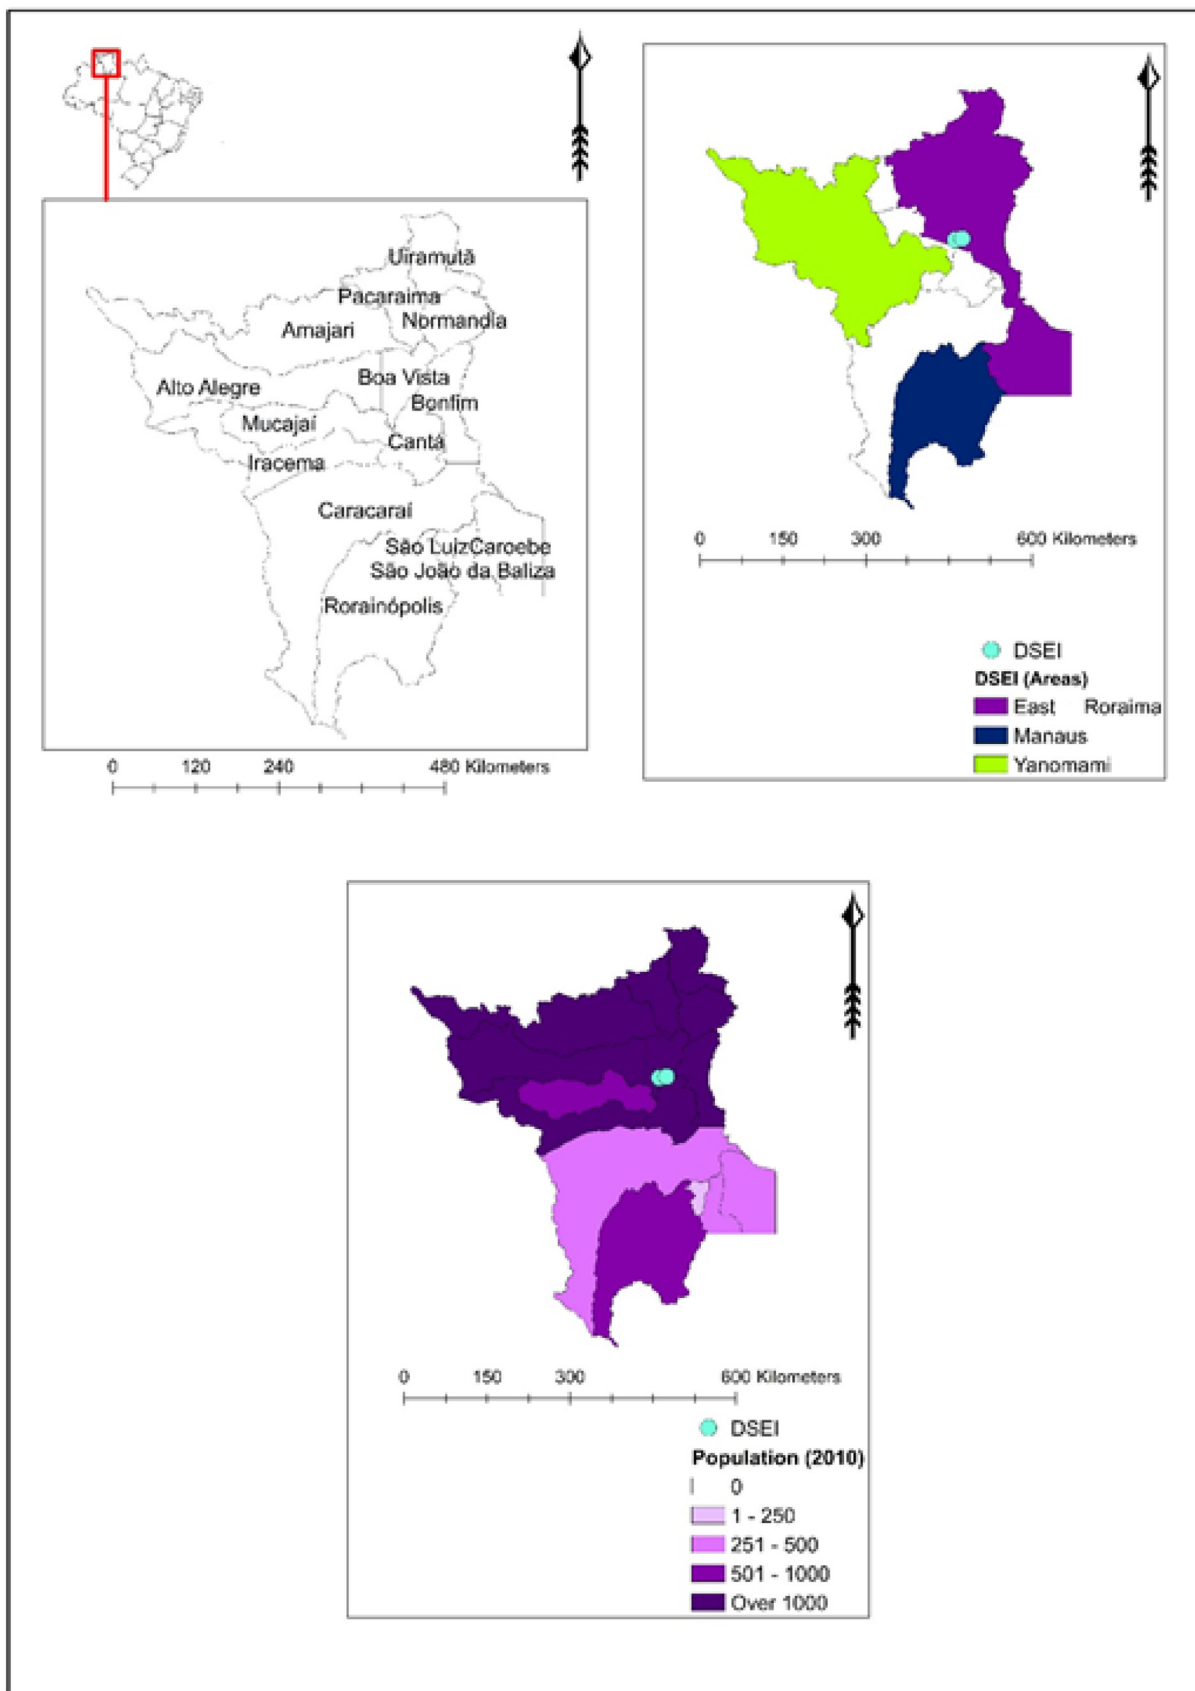 Uiramutã
Pacaraima
Normandia
Amajari
Boa Vista
Alto Alegre
Bonfim
Mucajaí
Cantá
Iracema
Caracaraí
São Luiz Caroebe
São João da Baliza
Rorainópolis
0 120 240 480 Kilometers
0 150 300 600 Kilometers
DSEI
DSEI (Areas)
East Roraima
Manaus
Yanomami
0 150 300 600 Kilometers
DSEI
Population (2010)
0
1 - 250
251 - 500
501 - 1000
Over 1000